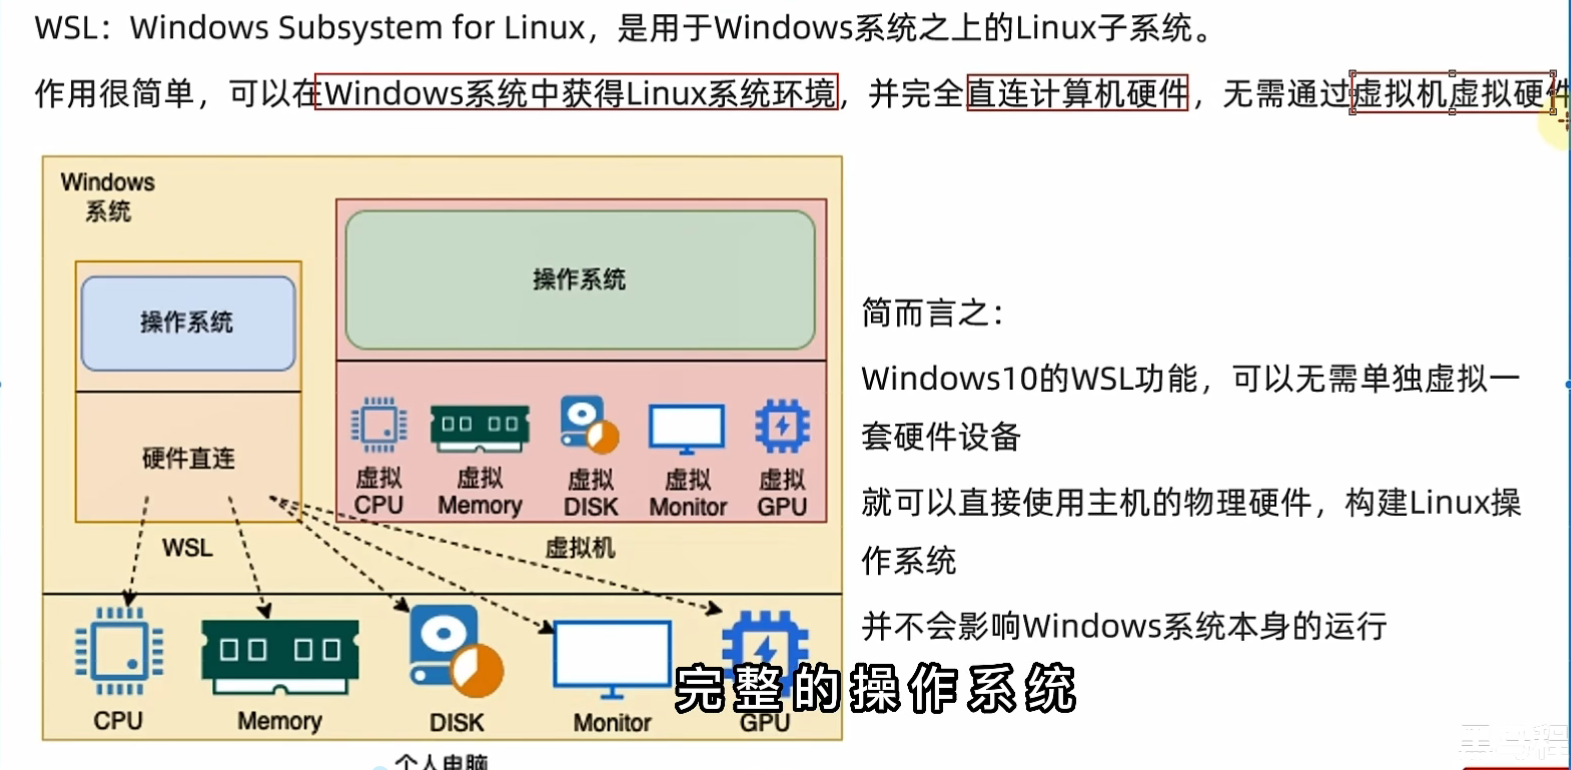 WSL：Windows Subsystem for Linux，是用于Windows系统之上的Linux子系统。
作用很简单，可以在Windows系统中获得Linux系统环境，并完全直连计算机硬件，无需通过虚拟机虚拟硬件
Windows
系统
操作系统
操作系统
硬件直连
虚拟
CPU
虚拟
Memory
虚拟
DISK
虚拟
Monitor
虚拟
GPU
WSL
虚拟机
CPU
Memory
DISK
Monitor
GPU
个人电脑
简而言之：
Windows10的WSL功能，可以无需单独虚拟一
套硬件设备
就可以直接使用主机的物理硬件，构建Linux操
作系统
并不会影响Windows系统本身的运行
完整的操作系统